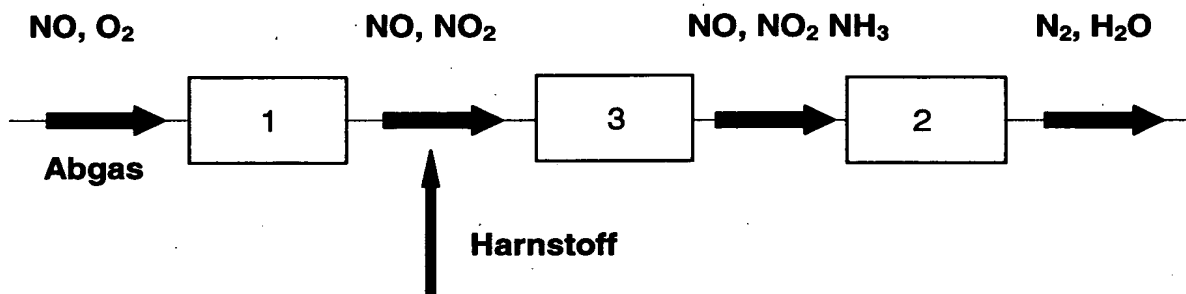 NO, O₂ NO, NO₂ NO, NO₂ NH₃ N₂, H₂O
1 3 2
Abgas
Harnstoff